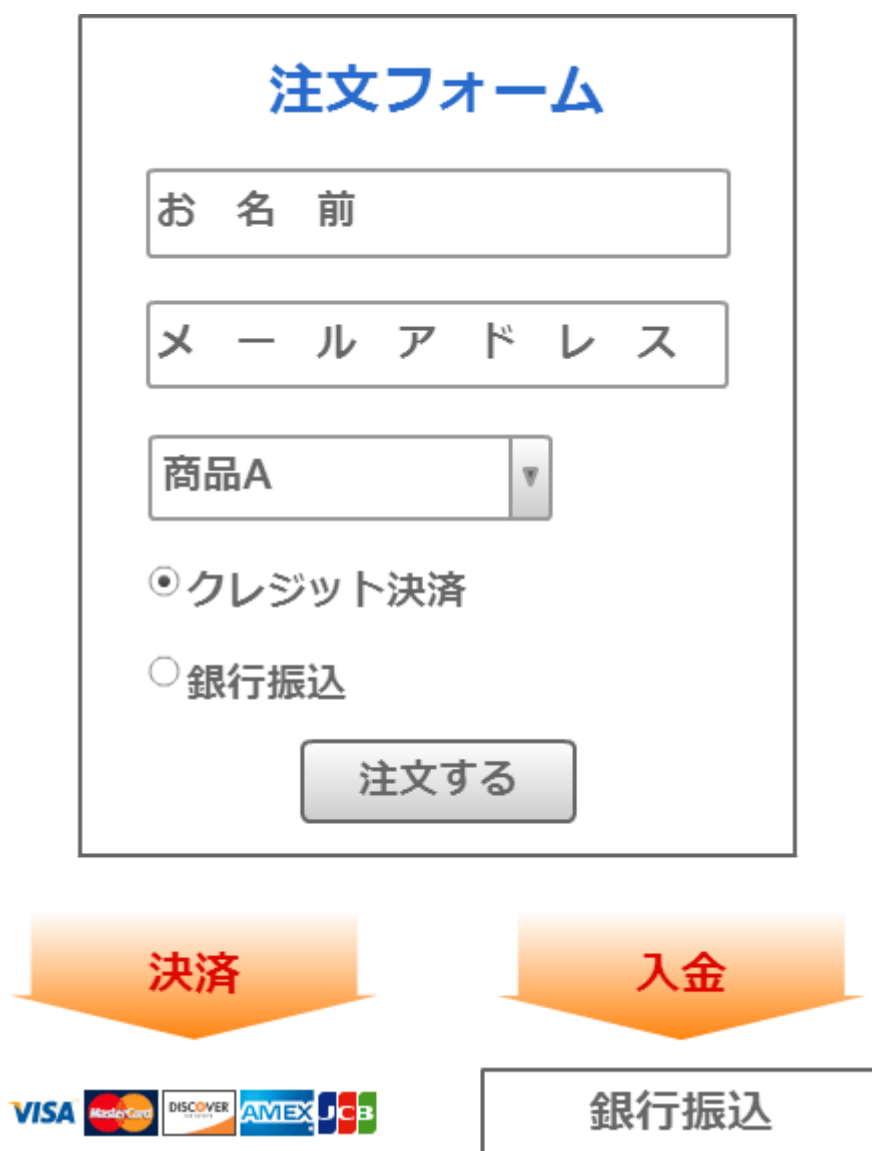 注文フォーム
お 名 前
メ ー ル ア ド レ ス
商品A
クレジット決済
銀行振込
注文する
決済 入金
VISA MasterCard DISCOVER AMEX JCB
銀行振込